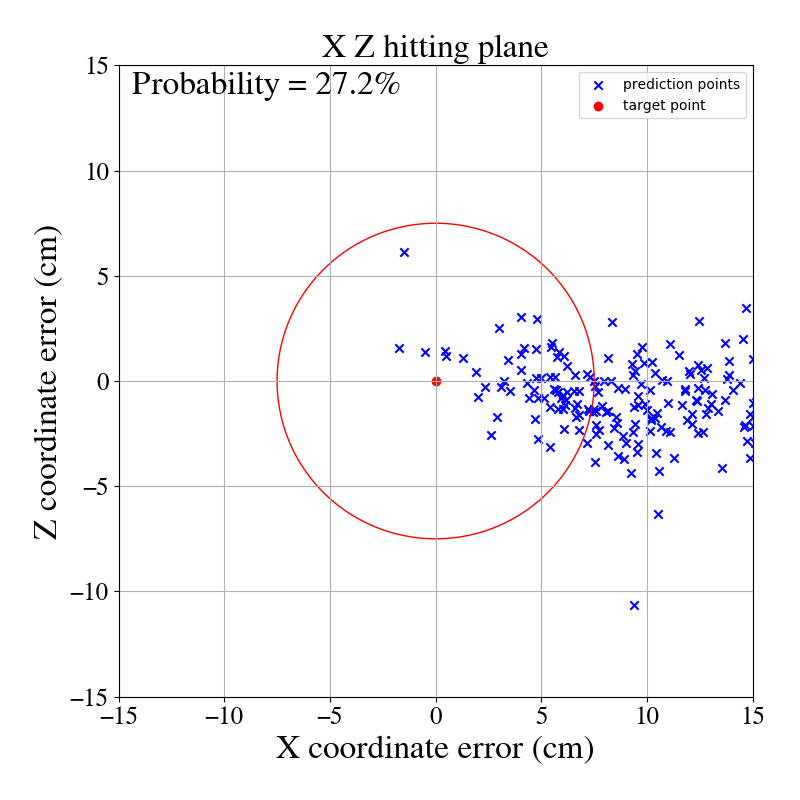 X Z hitting plane
Probability = 27.2%
prediction points
target point
15
10
5
0
−5
−10
−15
Z coordinate error (cm)
−15 −10 −5 0 5 10 15
X coordinate error (cm)